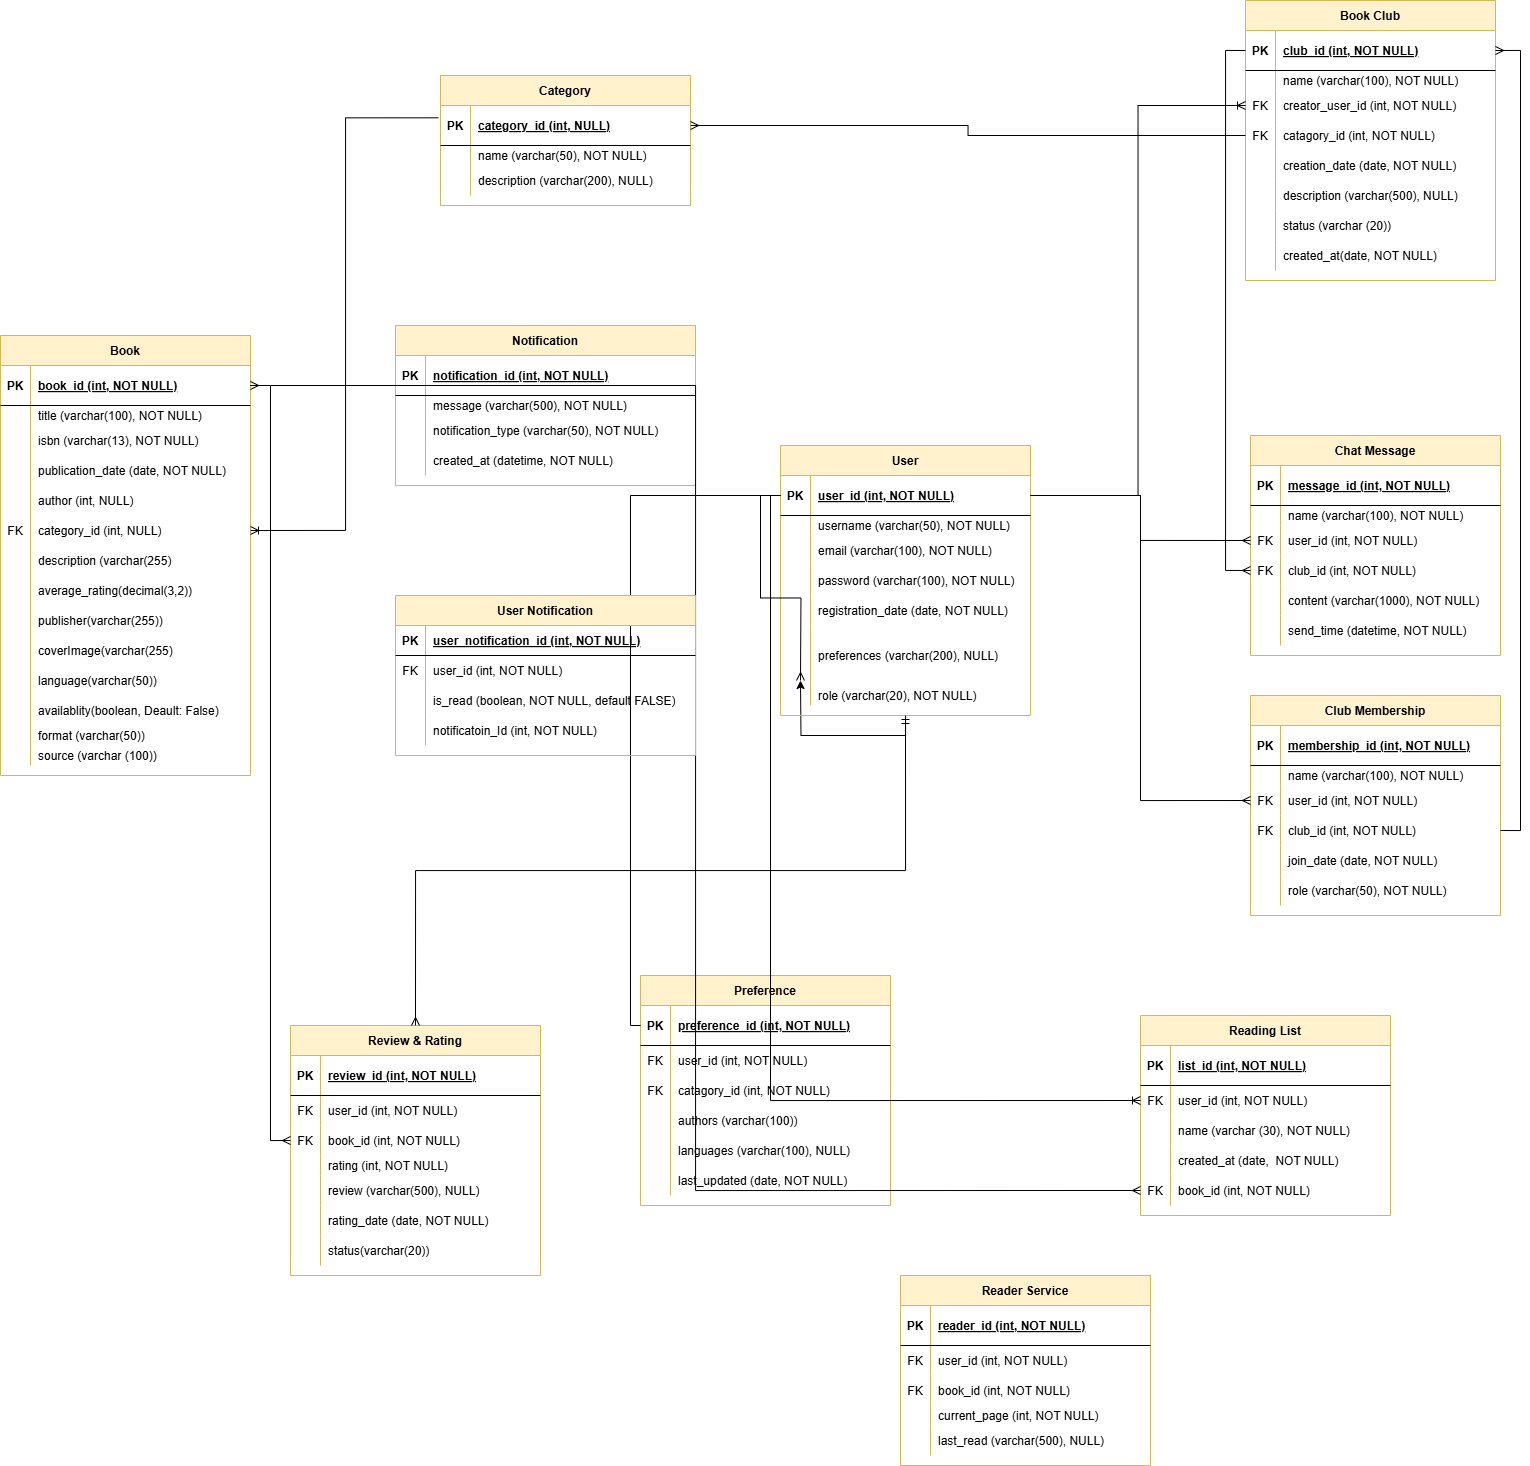 Book Club
PK club_id (int, NOT NULL)
name (varchar(100), NOT NULL)
FK creator_user_id (int, NOT NULL)
FK catagory_id (int, NOT NULL)
creation_date (date, NOT NULL)
description (varchar(500), NULL)
status (varchar (20))
created_at(date, NOT NULL)
Category
PK category_id (int, NULL)
name (varchar(50), NOT NULL)
description (varchar(200), NULL)
Book
PK book_id (int, NOT NULL)
title (varchar(100), NOT NULL)
isbn (varchar(13), NOT NULL)
publication_date (date, NOT NULL)
author (int, NULL)
FK category_id (int, NULL)
description (varchar(255)
average_rating(decimal(3,2))
publisher(varchar(255))
coverImage(varchar(255)
language(varchar(50))
availablity(boolean, Deault: False)
format (varchar(50))
source (varchar (100))
Notification
PK notification_id (int, NOT NULL)
message (varchar(500), NOT NULL)
notification_type (varchar(50), NOT NULL)
created_at (datetime, NOT NULL)
User
PK user_id (int, NOT NULL)
username (varchar(50), NOT NULL)
email (varchar(100), NOT NULL)
password (varchar(100), NOT NULL)
registration_date (date, NOT NULL)
preferences (varchar(200), NULL)
role (varchar(20), NOT NULL)
Chat Message
PK message_id (int, NOT NULL)
name (varchar(100), NOT NULL)
FK user_id (int, NOT NULL)
FK club_id (int, NOT NULL)
content (varchar(1000), NOT NULL)
send_time (datetime, NOT NULL)
User Notification
PK user_notification_id (int, NOT NULL)
FK user_id (int, NOT NULL)
is_read (boolean, NOT NULL, default FALSE)
notificatoin_Id (int, NOT NULL)
Club Membership
PK membership_id (int, NOT NULL)
name (varchar(100), NOT NULL)
FK user_id (int, NOT NULL)
FK club_id (int, NOT NULL)
join_date (date, NOT NULL)
role (varchar(50), NOT NULL)
Review & Rating
PK review_id (int, NOT NULL)
FK user_id (int, NOT NULL)
FK book_id (int, NOT NULL)
rating (int, NOT NULL)
review (varchar(500), NULL)
rating_date (date, NOT NULL)
status(varchar(20))
Preference
PK preference_id (int, NOT NULL)
FK user_id (int, NOT NULL)
FK catagory_id (int, NOT NULL)
authors (varchar(100))
languages (varchar(100), NULL)
last_updated (date, NOT NULL)
Reading List
PK list_id (int, NOT NULL)
FK user_id (int, NOT NULL)
name (varchar (30), NOT NULL)
created_at (date,  NOT NULL)
FK book_id (int, NOT NULL)
Reader Service
PK reader_id (int, NOT NULL)
FK user_id (int, NOT NULL)
FK book_id (int, NOT NULL)
current_page (int, NOT NULL)
last_read (varchar(500), NULL)